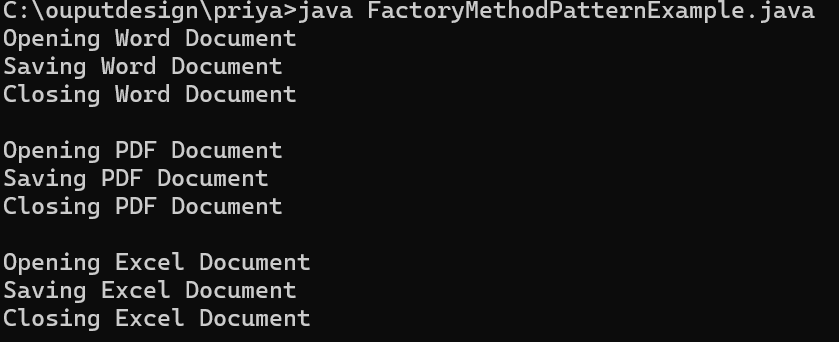 C:\ouputdesign\priya>java FactoryMethodPatternExample.java
Opening Word Document
Saving Word Document
Closing Word Document

Opening PDF Document
Saving PDF Document
Closing PDF Document

Opening Excel Document
Saving Excel Document
Closing Excel Document